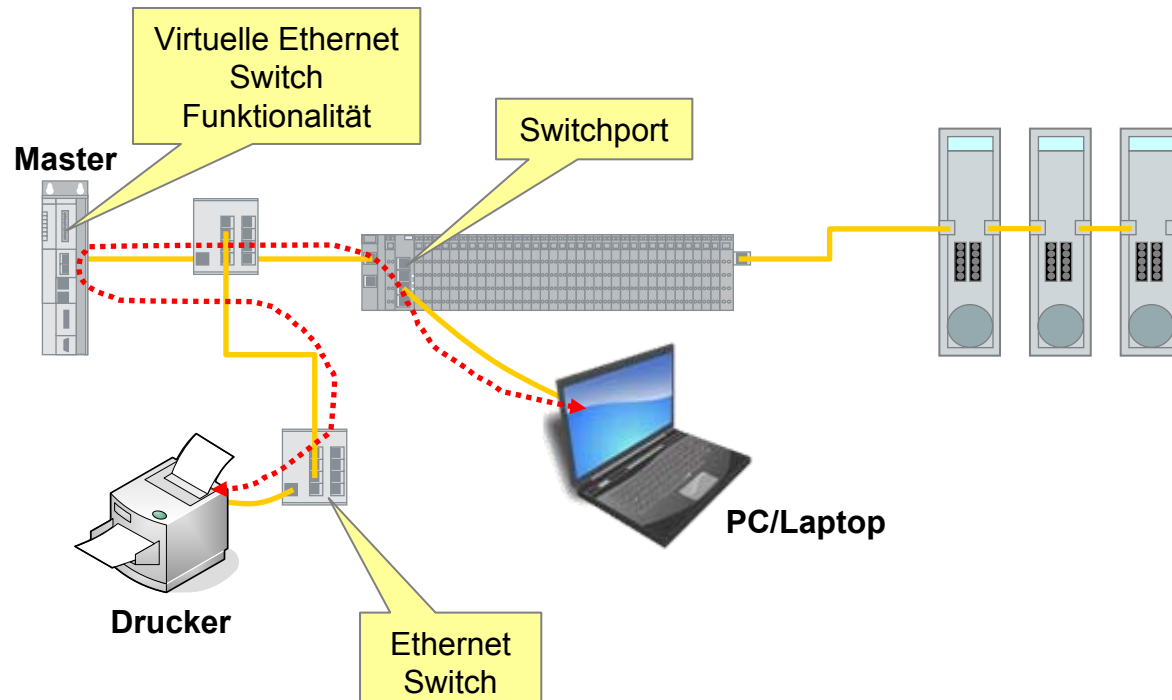 Virtuelle Ethernet
Switch
Funktionalität
Switchport
Master
PC/Laptop
Drucker
Ethernet
Switch